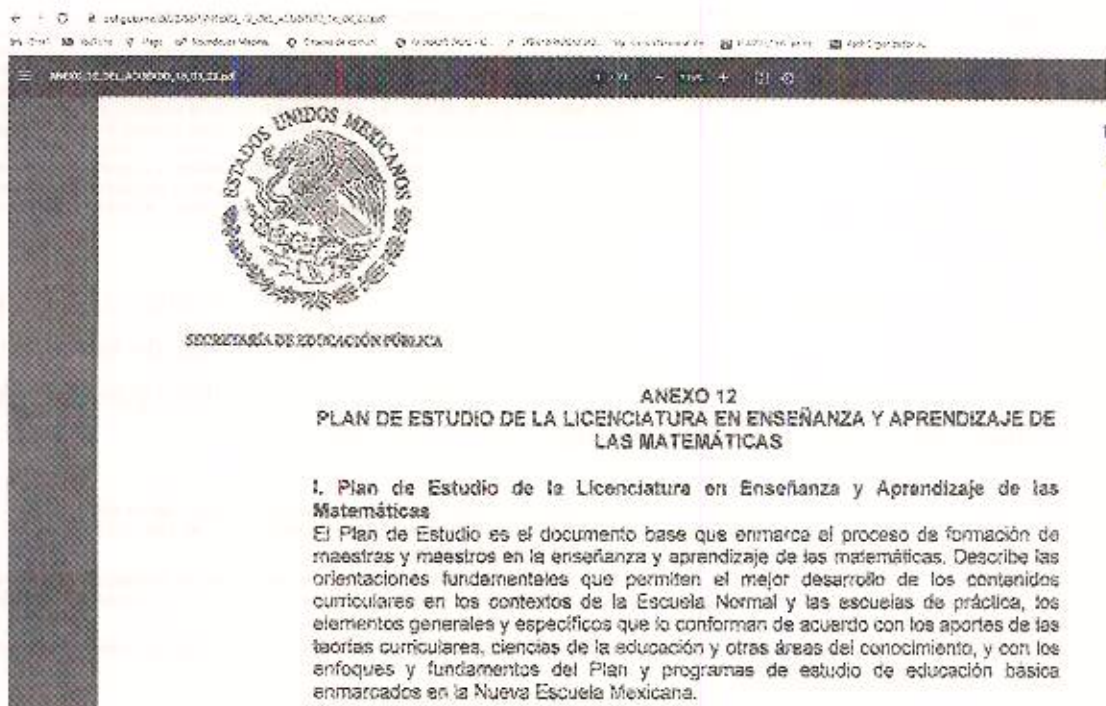 ANEXO_12_DEL_ACUERDO_16_08_22.pdf
ESTADOS UNIDOS MEXICANOS
SECRETARÍA DE EDUCACIÓN PÚBLICA
ANEXO 12
PLAN DE ESTUDIO DE LA LICENCIATURA EN ENSEÑANZA Y APRENDIZAJE DE
LAS MATEMÁTICAS
I. Plan de Estudio de la Licenciatura en Enseñanza y Aprendizaje de las
Matemáticas
El Plan de Estudio es el documento base que enmarca el proceso de formación de
maestras y maestros en la enseñanza y aprendizaje de las matemáticas. Describe las
orientaciones fundamentales que permiten el mejor desarrollo de los contenidos
curriculares en los contextos de la Escuela Normal y las escuelas de práctica, los
elementos generales y específicos que lo conforman de acuerdo con los aportes de las
teorías curriculares, ciencias de la educación y otras áreas del conocimiento, y con los
enfoques y fundamentos del Plan y programas de estudio de educación básica
enmarcados en la Nueva Escuela Mexicana.